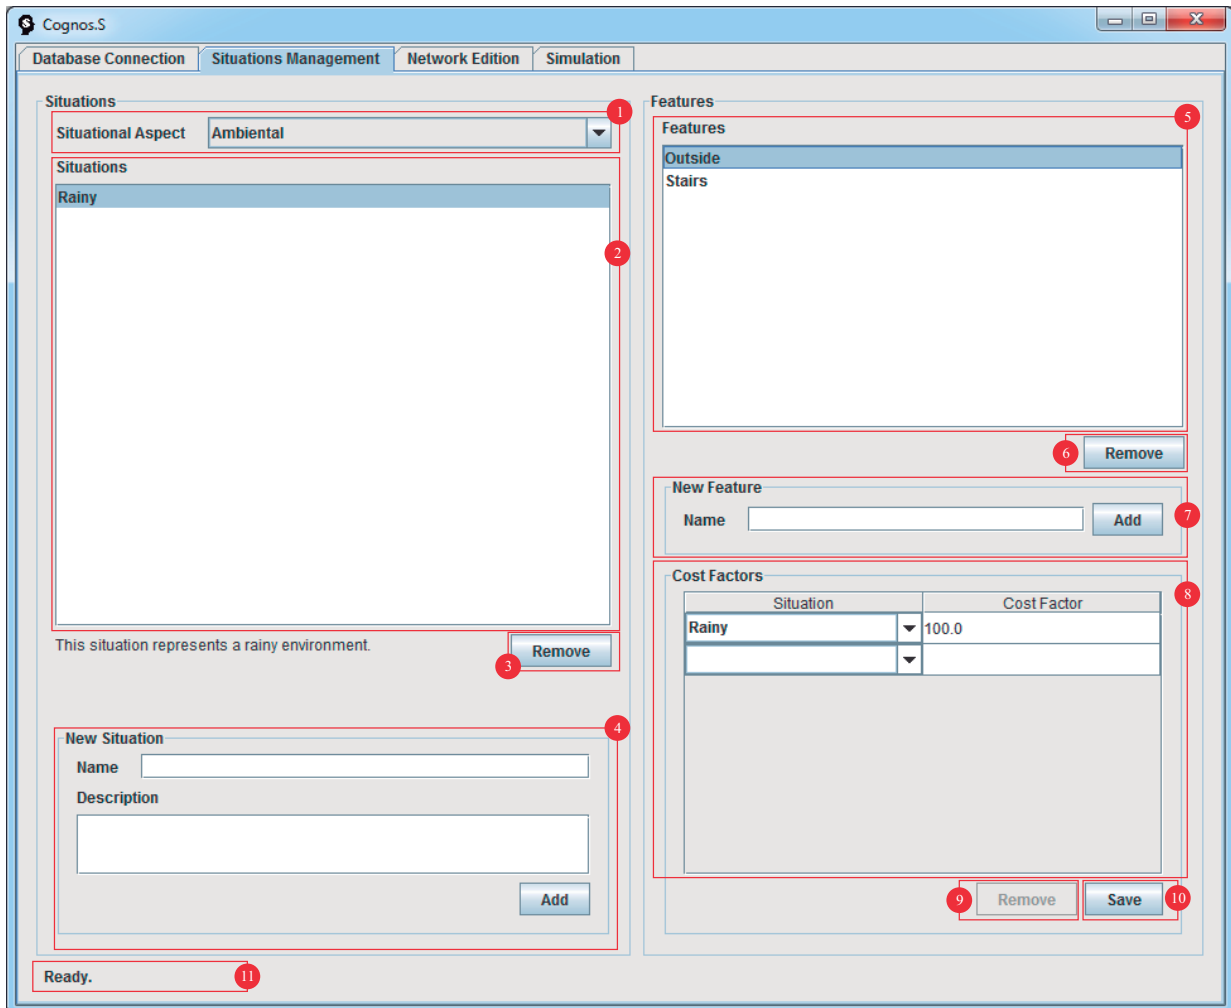 Cognos.S
Database Connection Situations Management Network Edition Simulation
Situations
1
Situational Aspect Ambiental
Situations
Rainy
2
This situation represents a rainy environment.
3 Remove
4
New Situation
Name
Description
Add
Features
5
Features
Outside
Stairs
6 Remove
New Feature
Name Add 7
Cost Factors
8
Situation Cost Factor
Rainy 100.0
9 Remove Save 10
Ready. 11